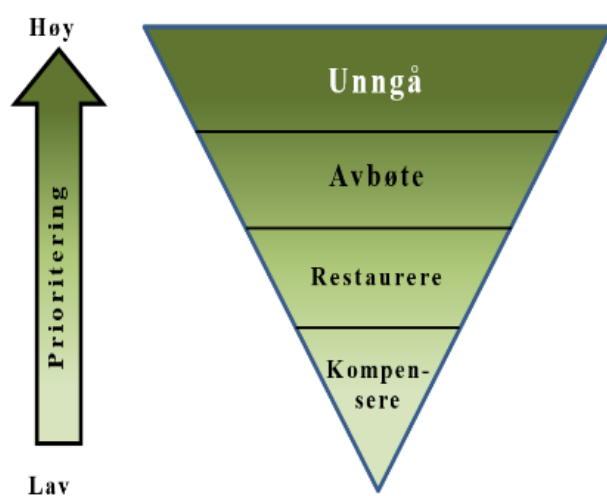 Høy
Unngå
Avbøte
Restaurere
Kompen-
sere
Prioritering
Lav